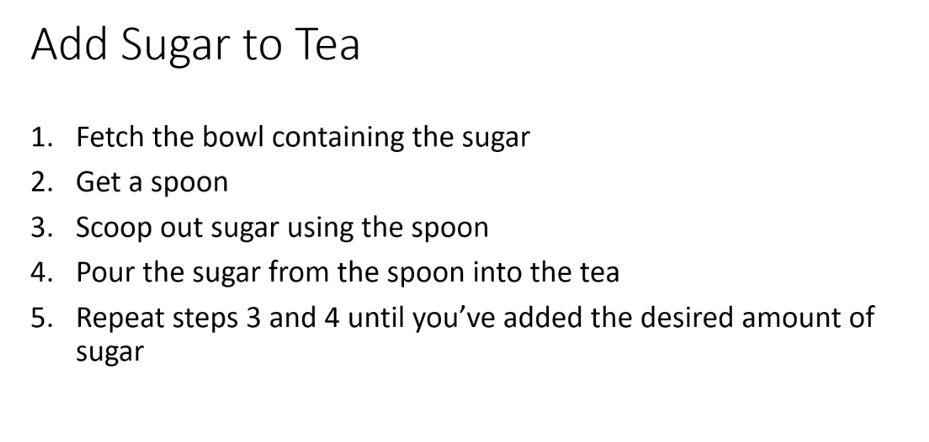 Add Sugar to Tea
1. Fetch the bowl containing the sugar
2. Get a spoon
3. Scoop out sugar using the spoon
4. Pour the sugar from the spoon into the tea
5. Repeat steps 3 and 4 until you’ve added the desired amount of
sugar